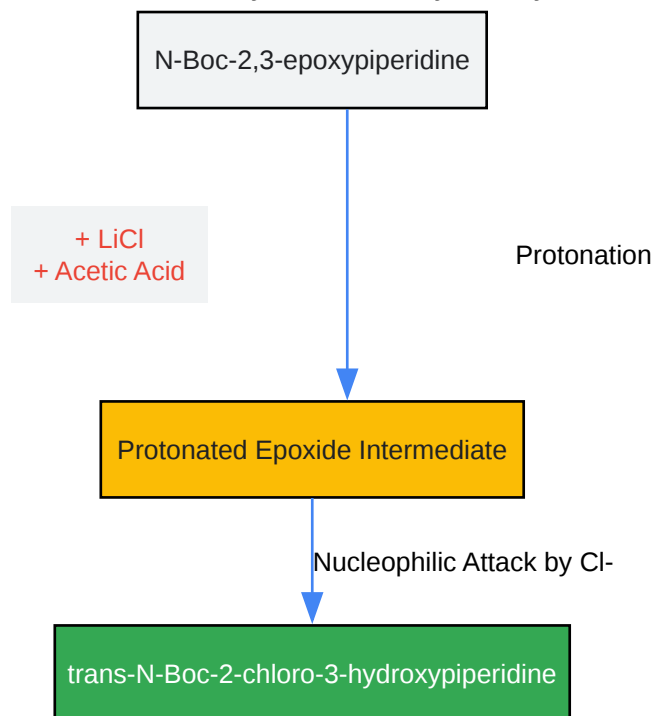 N-Boc-2,3-epoxypiperidine
+ LiCl
+ Acetic Acid
Protonation
Protonated Epoxide Intermediate
Nucleophilic Attack by Cl-
trans-N-Boc-2-chloro-3-hydroxypiperidine